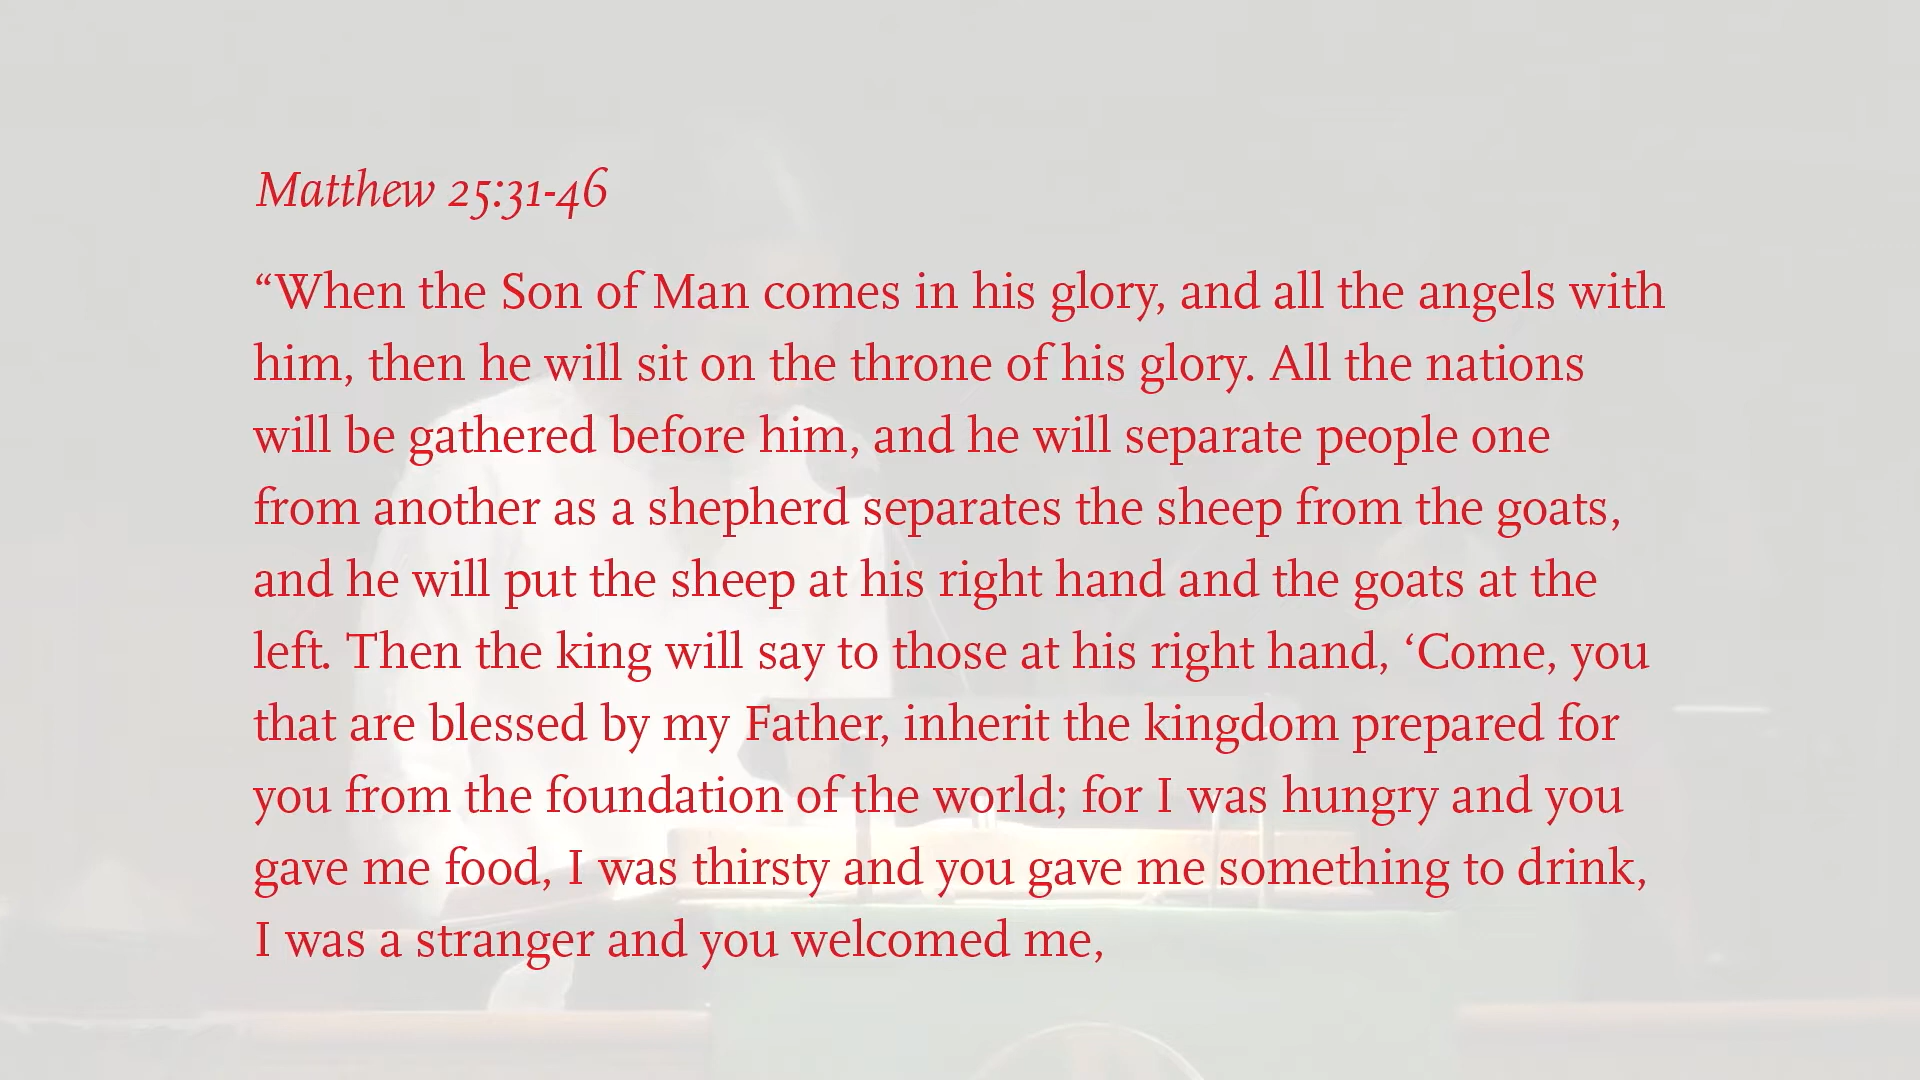 Matthew 25:31-46
“When the Son of Man comes in his glory, and all the angels with
him, then he will sit on the throne of his glory. All the nations
will be gathered before him, and he will separate people one
from another as a shepherd separates the sheep from the goats,
and he will put the sheep at his right hand and the goats at the
left. Then the king will say to those at his right hand, ‘Come, you
that are blessed by my Father, inherit the kingdom prepared for
you from the foundation of the world; for I was hungry and you
gave me food, I was thirsty and you gave me something to drink,
I was a stranger and you welcomed me,